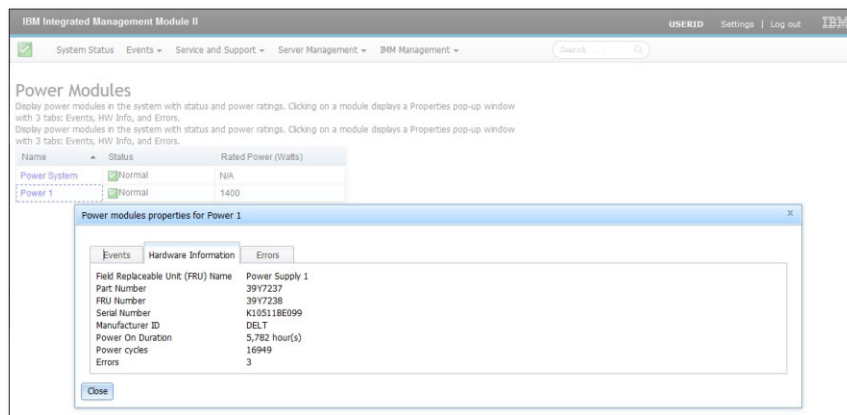 IBM Integrated Management Module II
USERID Settings | Log out IBM
System Status Events Service and Support Server Management IMM Management Search . . .
Power Modules
Display power modules in the system with status and power ratings. Clicking on a module displays a Properties pop-up window
with 3 tabs: Events, HW Info, and Errors.
Display power modules in the system with status and power ratings. Clicking on a module displays a Properties pop-up window
with 3 tabs: Events, HW Info, and Errors.
Name Status Rated Power (Watts)
Power System Normal N/A
Power 1 Normal 1400
Power modules properties for Power 1 x
Events Hardware Information Errors
Field Replaceable Unit (FRU) Name Power Supply 1
Part Number 39Y7237
FRU Number 39Y7238
Serial Number K10511BE099
Manufacturer ID DELT
Power On Duration 5,782 hour(s)
Power cycles 16949
Errors 3
Close